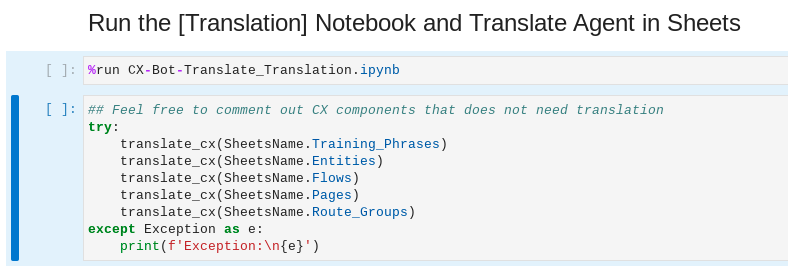 Run the [Translation] Notebook and Translate Agent in Sheets
[ ]: %run CX-Bot-Translate_Translation.ipynb
[ ]: ## Feel free to comment out CX components that does not need translation
try:
    translate_cx(SheetsName.Training_Phrases)
    translate_cx(SheetsName.Entities)
    translate_cx(SheetsName.Flows)
    translate_cx(SheetsName.Pages)
    translate_cx(SheetsName.Route_Groups)
except Exception as e:
    print(f'Exception:\n{e}')